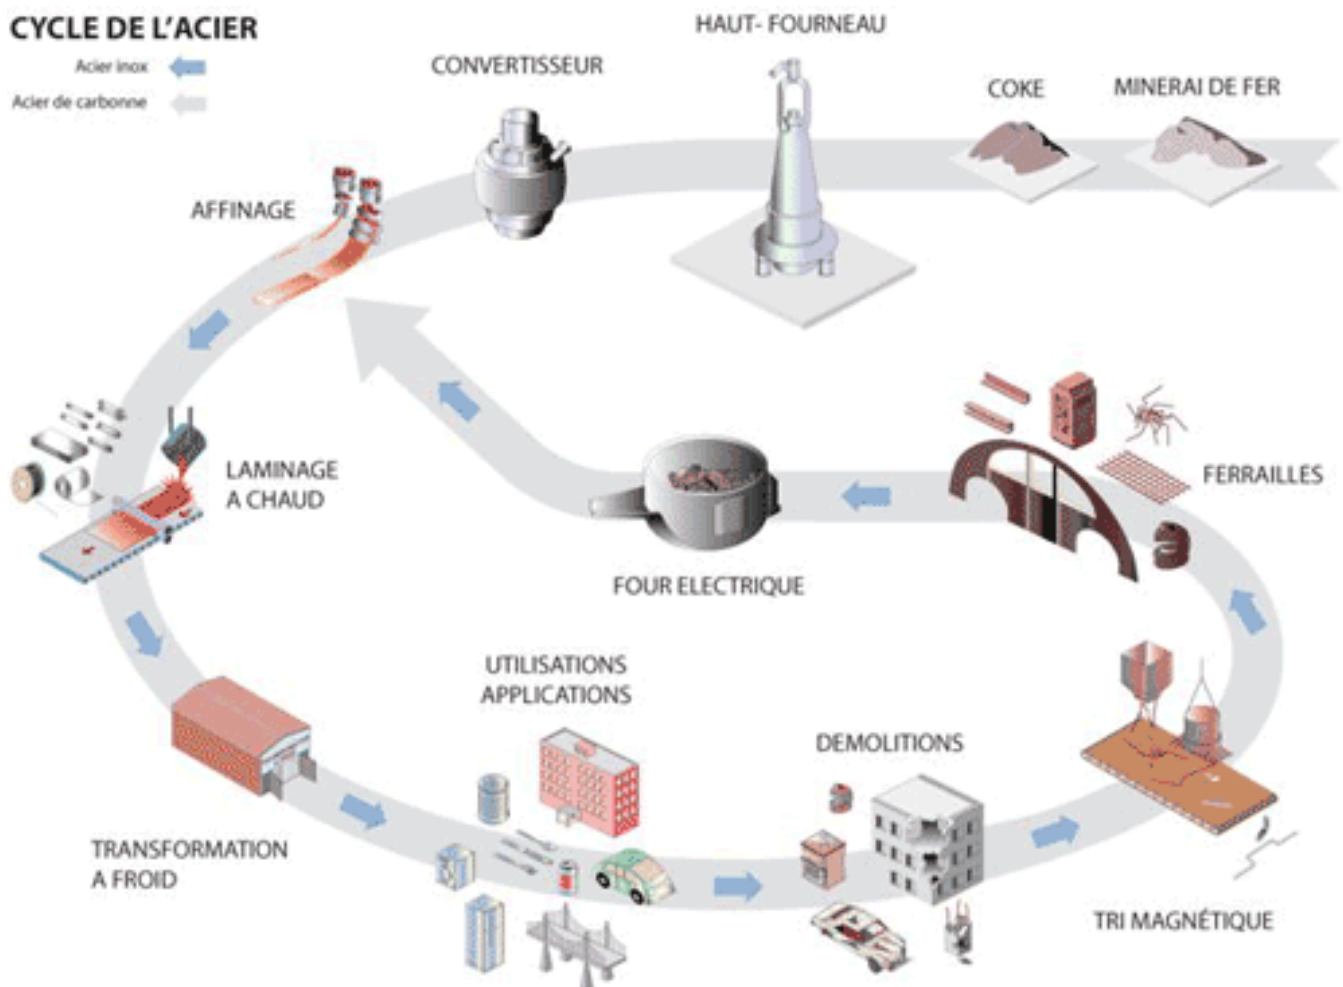 CYCLE DE L'ACIER
Acier inox
Acier de carbonne
HAUT- FOURNEAU
CONVERTISSEUR
COKE
MINERAI DE FER
AFFINAGE
LAMINAGE
A CHAUD
FERRAILLES
FOUR ELECTRIQUE
UTILISATIONS
APPLICATIONS
DEMOLITIONS
TRANSFORMATION
A FROID
TRI MAGNÉTIQUE